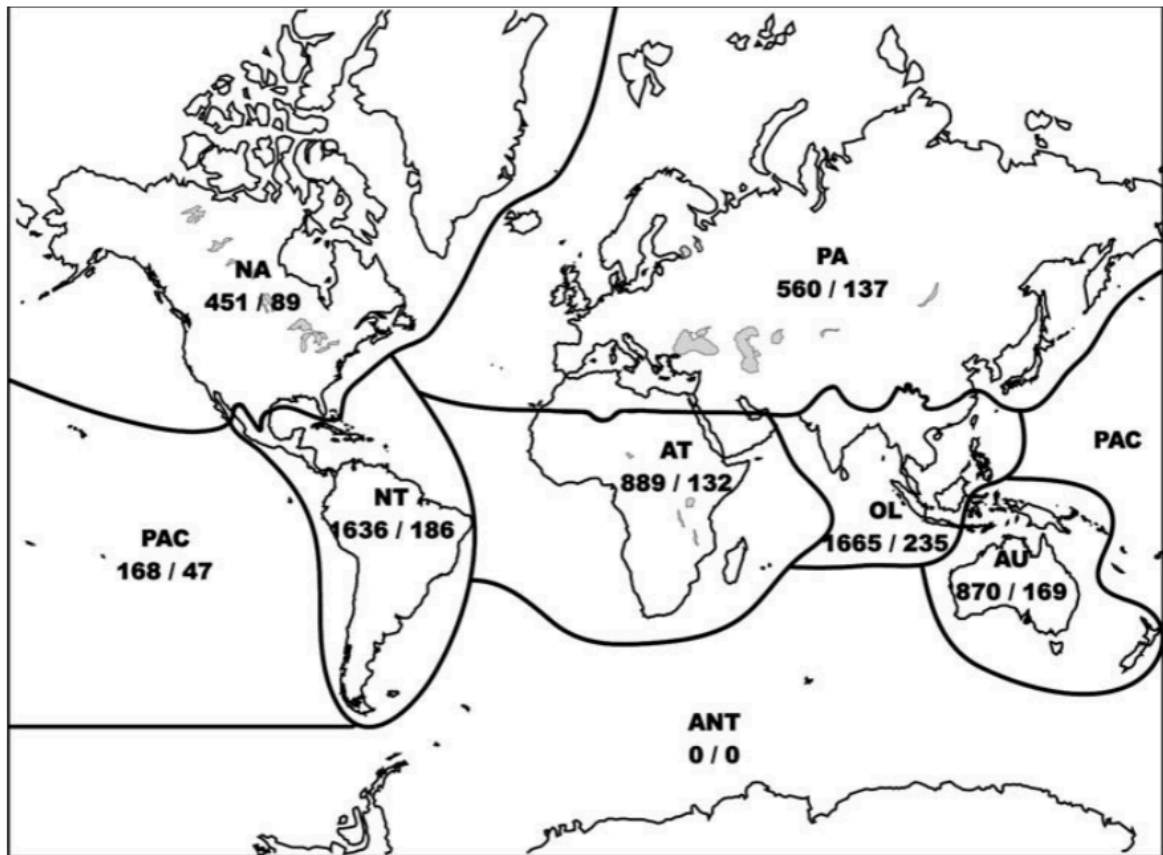 NA
451 / 89
PA
560 / 137
PAC
AT
889 / 132
NT
1636 / 186
OL
1665 / 235
PAC
168 / 47
AU
870 / 169
ANT
0 / 0